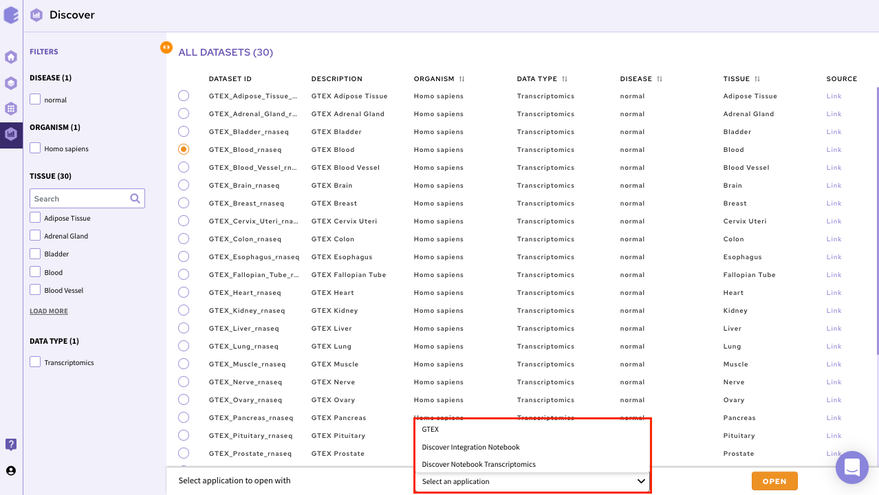 Discover
FILTERS
DISEASE (1)
normal
ORGANISM (1)
Homo sapiens
TISSUE (30)
Search
Adipose Tissue
Adrenal Gland
Bladder
Blood
Blood Vessel
LOAD MORE
DATA TYPE (1)
Transcriptomics
ALL DATASETS (30)
DATASET ID DESCRIPTION ORGANISM DATA TYPE DISEASE TISSUE SOURCE
GTEX_Adipose_Tissue_... GTEX Adipose Tissue Homo sapiens Transcriptomics normal Adipose Tissue Link
GTEX_Adrenal_Gland_r... GTEX Adrenal Gland Homo sapiens Transcriptomics normal Adrenal Gland Link
GTEX_Bladder_rnaseq GTEX Bladder Homo sapiens Transcriptomics normal Bladder Link
GTEX_Blood_rnaseq GTEX Blood Homo sapiens Transcriptomics normal Blood Link
GTEX_Blood_Vessel_rn... GTEX Blood Vessel Homo sapiens Transcriptomics normal Blood Vessel Link
GTEX_Brain_rnaseq GTEX Brain Homo sapiens Transcriptomics normal Brain Link
GTEX_Breast_rnaseq GTEX Breast Homo sapiens Transcriptomics normal Breast Link
GTEX_Cervix_Uteri_rna... GTEX Cervix Uteri Homo sapiens Transcriptomics normal Cervix Uteri Link
GTEX_Colon_rnaseq GTEX Colon Homo sapiens Transcriptomics normal Colon Link
GTEX_Esophagus_rnaseq GTEX Esophagus Homo sapiens Transcriptomics normal Esophagus Link
GTEX_Fallopian_Tube_r... GTEX Fallopian Tube Homo sapiens Transcriptomics normal Fallopian Tube Link
GTEX_Heart_rnaseq GTEX Heart Homo sapiens Transcriptomics normal Heart Link
GTEX_Kidney_rnaseq GTEX Kidney Homo sapiens Transcriptomics normal Kidney Link
GTEX_Liver_rnaseq GTEX Liver Homo sapiens Transcriptomics normal Liver Link
GTEX_Lung_rnaseq GTEX Lung Homo sapiens Transcriptomics normal Lung Link
GTEX_Muscle_rnaseq GTEX Muscle Homo sapiens Transcriptomics normal Muscle Link
GTEX_Nerve_rnaseq GTEX Nerve Homo sapiens Transcriptomics normal Nerve Link
GTEX_Ovary_rnaseq GTEX Ovary Homo sapiens Transcriptomics normal Ovary Link
GTEX_Pancreas_rnaseq GTEX Pancreas Homo sapiens Transcriptomics normal Pancreas Link
GTEX_Pituitary_rnaseq GTEX Pituitary Pituitary Link
GTEX_Prostate_rnaseq GTEX Prostate Prostate Link
GTEX
Discover Integration Notebook
Discover Notebook Transcriptomics
Select application to open with Select an application OPEN